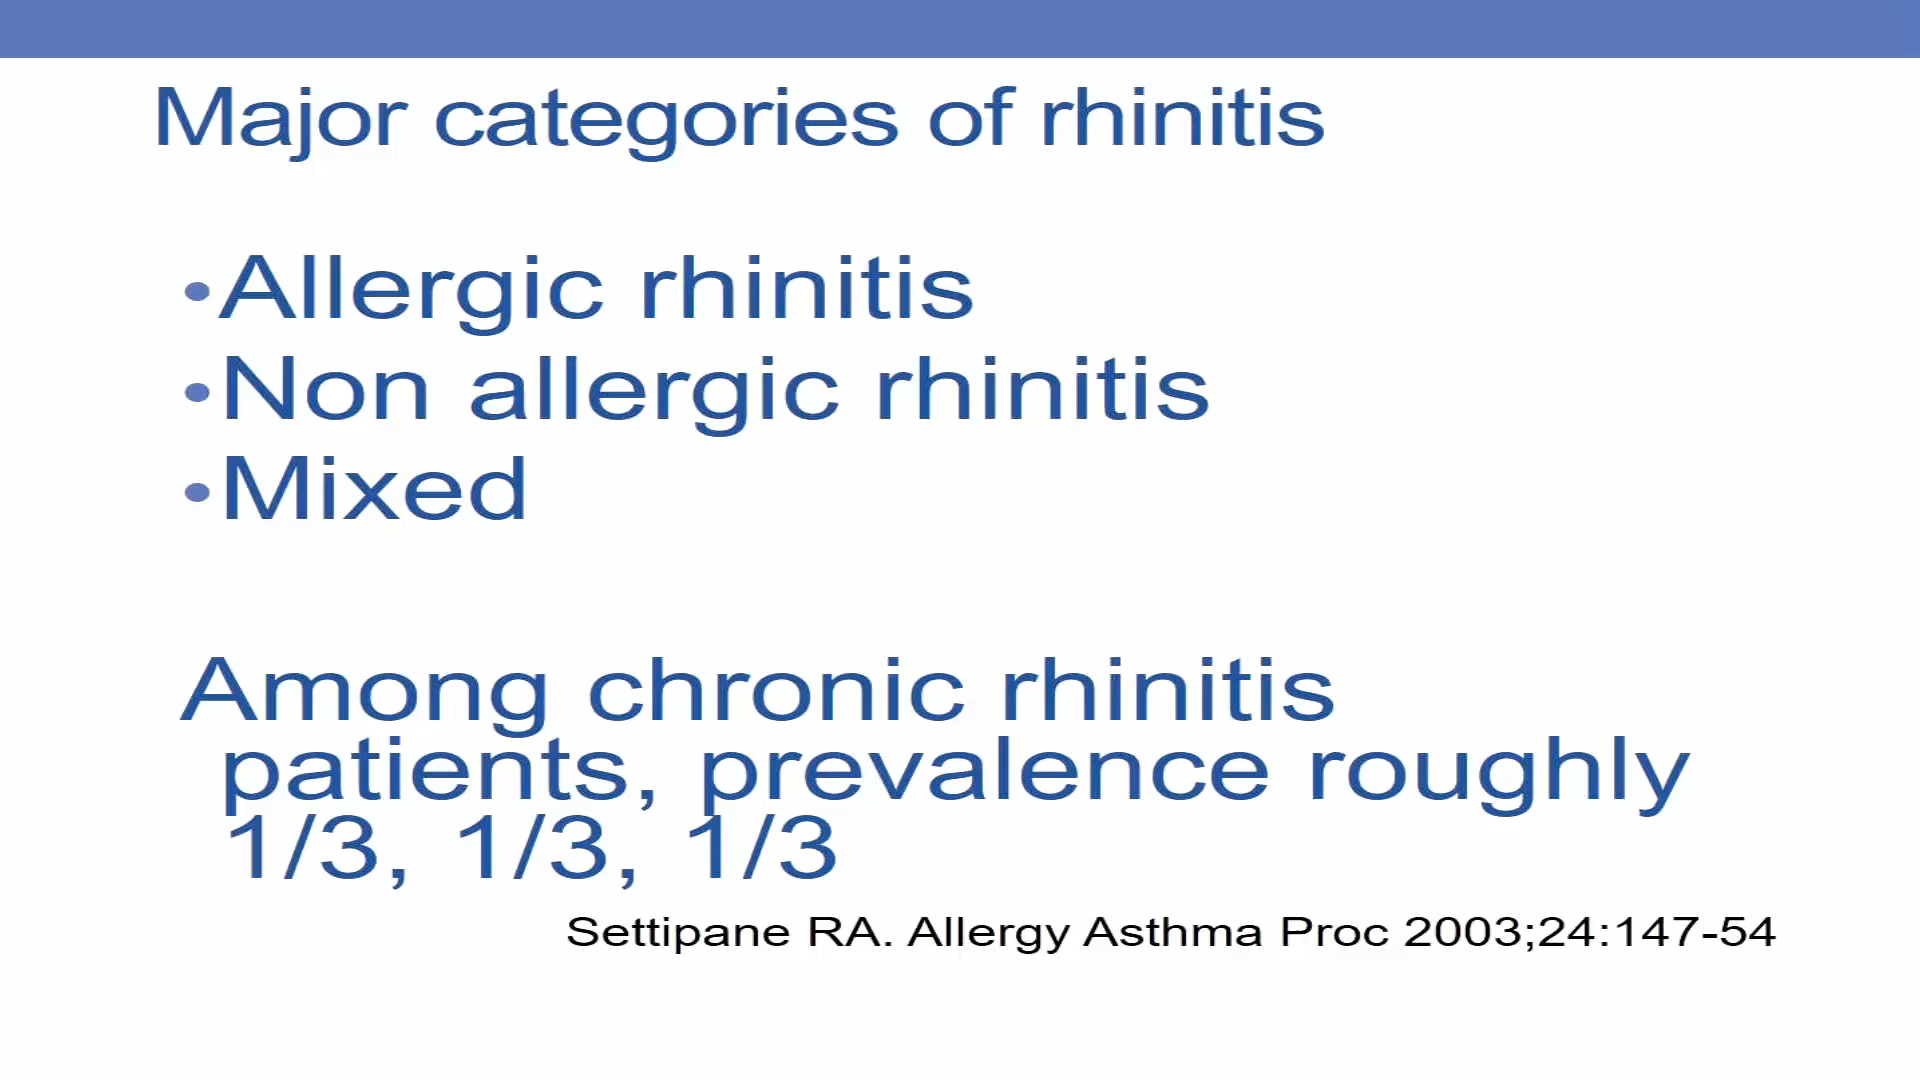 Major categories of rhinitis
•Allergic rhinitis
•Non allergic rhinitis
•Mixed
Among chronic rhinitis
patients, prevalence roughly
1/3, 1/3, 1/3
Settipane RA. Allergy Asthma Proc 2003;24:147-54